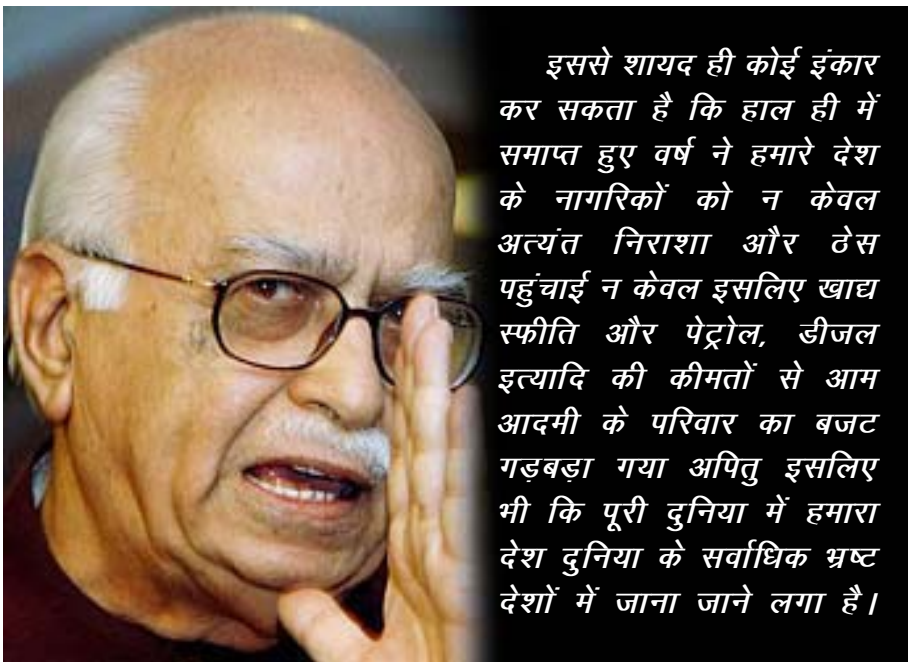 इससे शायद ही कोई इंकार
कर सकता है कि हाल ही में
समाप्त हुए वर्ष ने हमारे देश
के नागरिकों को न केवल
अत्यंत निराशा और ठेस
पहुंचाई न केवल इसलिए खाद्य
स्फीति और पेट्रोल, डीजल
इत्यादि की कीमतों से आम
आदमी के परिवार का बजट
गड़बड़ा गया अपितु इसलिए
भी कि पूरी दुनिया में हमारा
देश दुनिया के सर्वाधिक भ्रष्ट
देशों में जाना जाने लगा है।